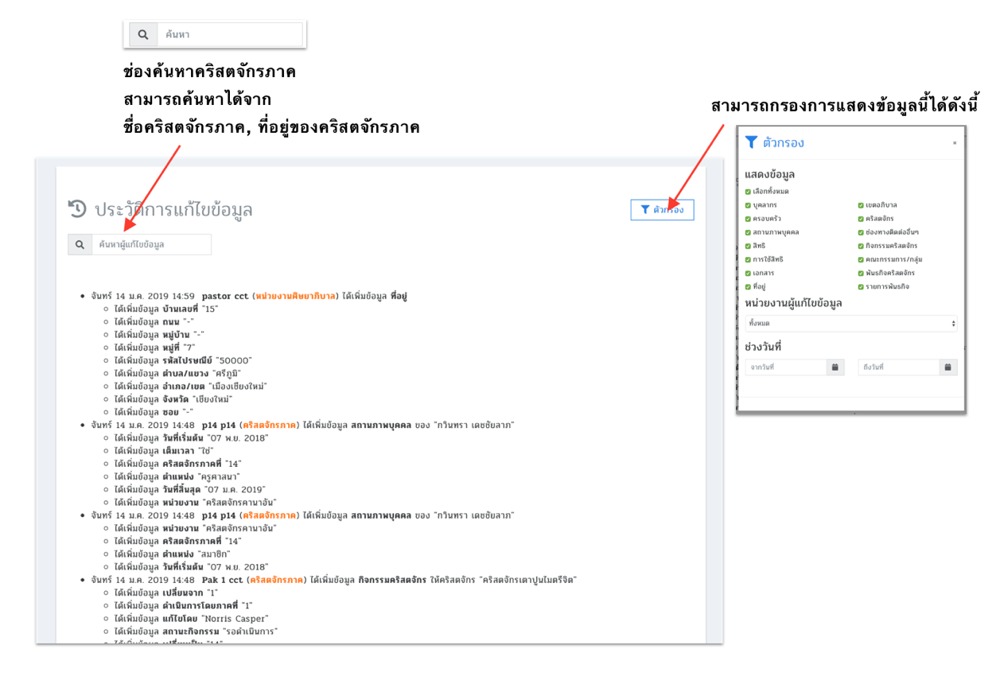 ค้นหา
ช่องค้นหาคริสตจักรภาค
สามารถค้นหาได้จาก
ชื่อคริสตจักรภาค, ที่อยู่ของคริสตจักรภาค
สามารถกรองการแสดงข้อมูลนี้ได้ดังนี้
ประวัติการแก้ไขข้อมูล
ตัวกรอง
ค้นหาผู้แก้ไขข้อมูล
จันทร์ 14 ม.ค. 2019 14:59 pastor cct (หน่วยงานศิษยาภิบาล) ได้เพิ่มข้อมูล ที่อยู่
ได้เพิ่มข้อมูล บ้านเลขที่ "15"
ได้เพิ่มข้อมูล ถนน "-"
ได้เพิ่มข้อมูล หมู่บ้าน "-"
ได้เพิ่มข้อมูล หมู่ที่ "7"
ได้เพิ่มข้อมูล รหัสไปรษณีย์ "50000"
ได้เพิ่มข้อมูล ตำบล/แขวง "ศรีภูมิ"
ได้เพิ่มข้อมูล อำเภอ/เขต "เมืองเชียงใหม่"
ได้เพิ่มข้อมูล จังหวัด "เชียงใหม่"
ได้เพิ่มข้อมูล ซอย "-"
จันทร์ 14 ม.ค. 2019 14:48 p14 p14 (คริสตจักรภาค) ได้เพิ่มข้อมูล สถานภาพบุคคล ของ "กวินทรา เดชชัยลาภ"
ได้เพิ่มข้อมูล วันที่เริ่มต้น "07 พ.ย. 2018"
ได้เพิ่มข้อมูล เต็มเวลา "ใช่"
ได้เพิ่มข้อมูล คริสตจักรภาคที่ "14"
ได้เพิ่มข้อมูล ตำแหน่ง "ครูศาสนา"
ได้เพิ่มข้อมูล วันที่สิ้นสุด "07 ม.ค. 2019"
ได้เพิ่มข้อมูล หน่วยงาน "คริสตจักรคานาอัน"
จันทร์ 14 ม.ค. 2019 14:48 p14 p14 (คริสตจักรภาค) ได้เพิ่มข้อมูล สถานภาพบุคคล ของ "กวินทรา เดชชัยลาภ"
ได้เพิ่มข้อมูล หน่วยงาน "คริสตจักรคานาอัน"
ได้เพิ่มข้อมูล คริสตจักรภาคที่ "14"
ได้เพิ่มข้อมูล ตำแหน่ง "สมาชิก"
ได้เพิ่มข้อมูล วันที่เริ่มต้น "07 พ.ย. 2018"
จันทร์ 14 ม.ค. 2019 14:48 Pak 1 cct (คริสตจักรภาค) ได้เพิ่มข้อมูล กิจกรรมคริสตจักร ให้คริสตจักร "คริสตจักรเตาปูนไมตรีจิต"
ได้เพิ่มข้อมูล เปลี่ยนจาก "1"
ได้เพิ่มข้อมูล ดำเนินการโดยภาคที่ "1"
ได้เพิ่มข้อมูล แก้ไขโดย "Norris Casper"
ได้เพิ่มข้อมูล สถานะกิจกรรม "รอดำเนินการ"
ได้เพิ่มข้อมูล เปลี่ยนเป็น "14"
ตัวกรอง
แสดงข้อมูล
เลือกทั้งหมด
บุคลากร เขตอภิบาล
ครอบครัว คริสตจักร
สถานภาพบุคคล ช่องทางติดต่ออื่นๆ
สิทธิ กิจกรรมคริสตจักร
การใช้สิทธิ คณะกรรมการ/กลุ่ม
เอกสาร พันธกิจคริสตจักร
ที่อยู่ รายการพันธกิจ
หน่วยงานผู้แก้ไขข้อมูล
ทั้งหมด
ช่วงวันที่
จากวันที่ ถึงวันที่